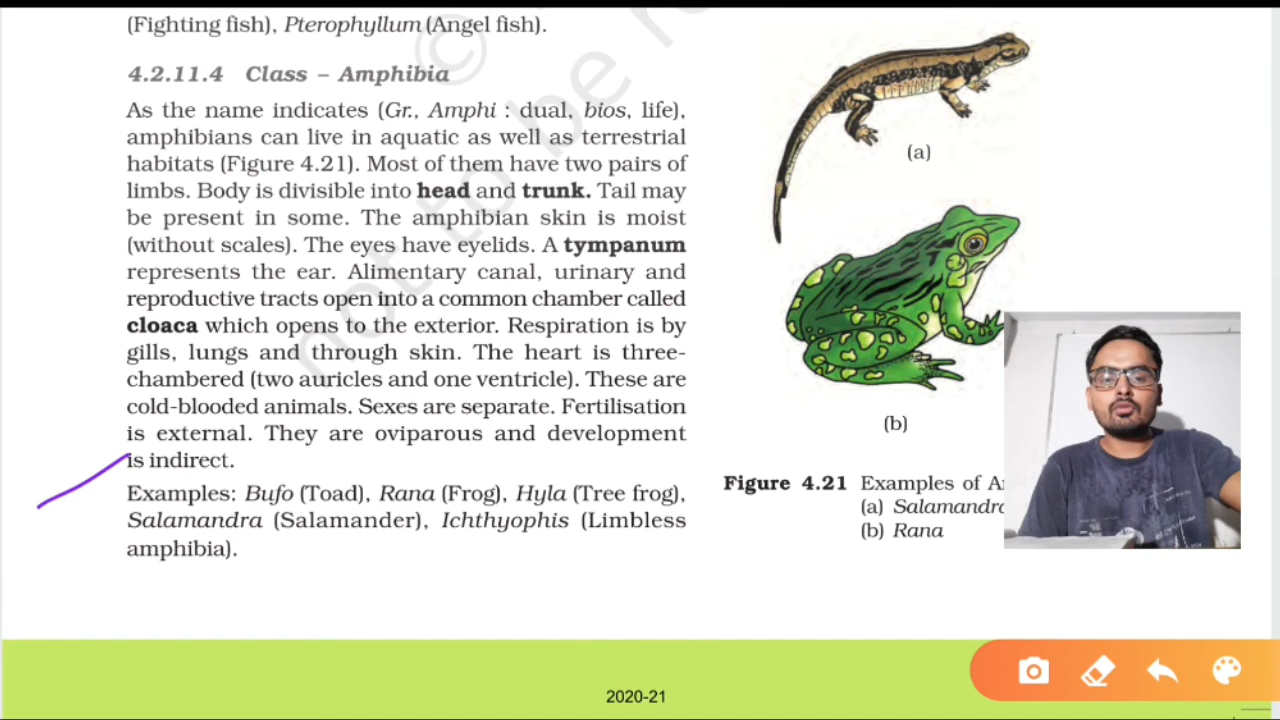 (Fighting fish), Pterophyllum (Angel fish).
4.2.11.4 Class – Amphibia
As the name indicates (Gr., Amphi : dual, bios, life),
amphibians can live in aquatic as well as terrestrial
habitats (Figure 4.21). Most of them have two pairs of
limbs. Body is divisible into head and trunk. Tail may
be present in some. The amphibian skin is moist
(without scales). The eyes have eyelids. A tympanum
represents the ear. Alimentary canal, urinary and
reproductive tracts open into a common chamber called
cloaca which opens to the exterior. Respiration is by
gills, lungs and through skin. The heart is three-
chambered (two auricles and one ventricle). These are
cold-blooded animals. Sexes are separate. Fertilisation
is external. They are oviparous and development
is indirect.
Examples: Bufo (Toad), Rana (Frog), Hyla (Tree frog),
Salamandra (Salamander), Ichthyophis (Limbless
amphibia).
(a)
(b)
Figure 4.21 Examples of
(a) Salamandra
(b) Rana
© not to be r
2020-21